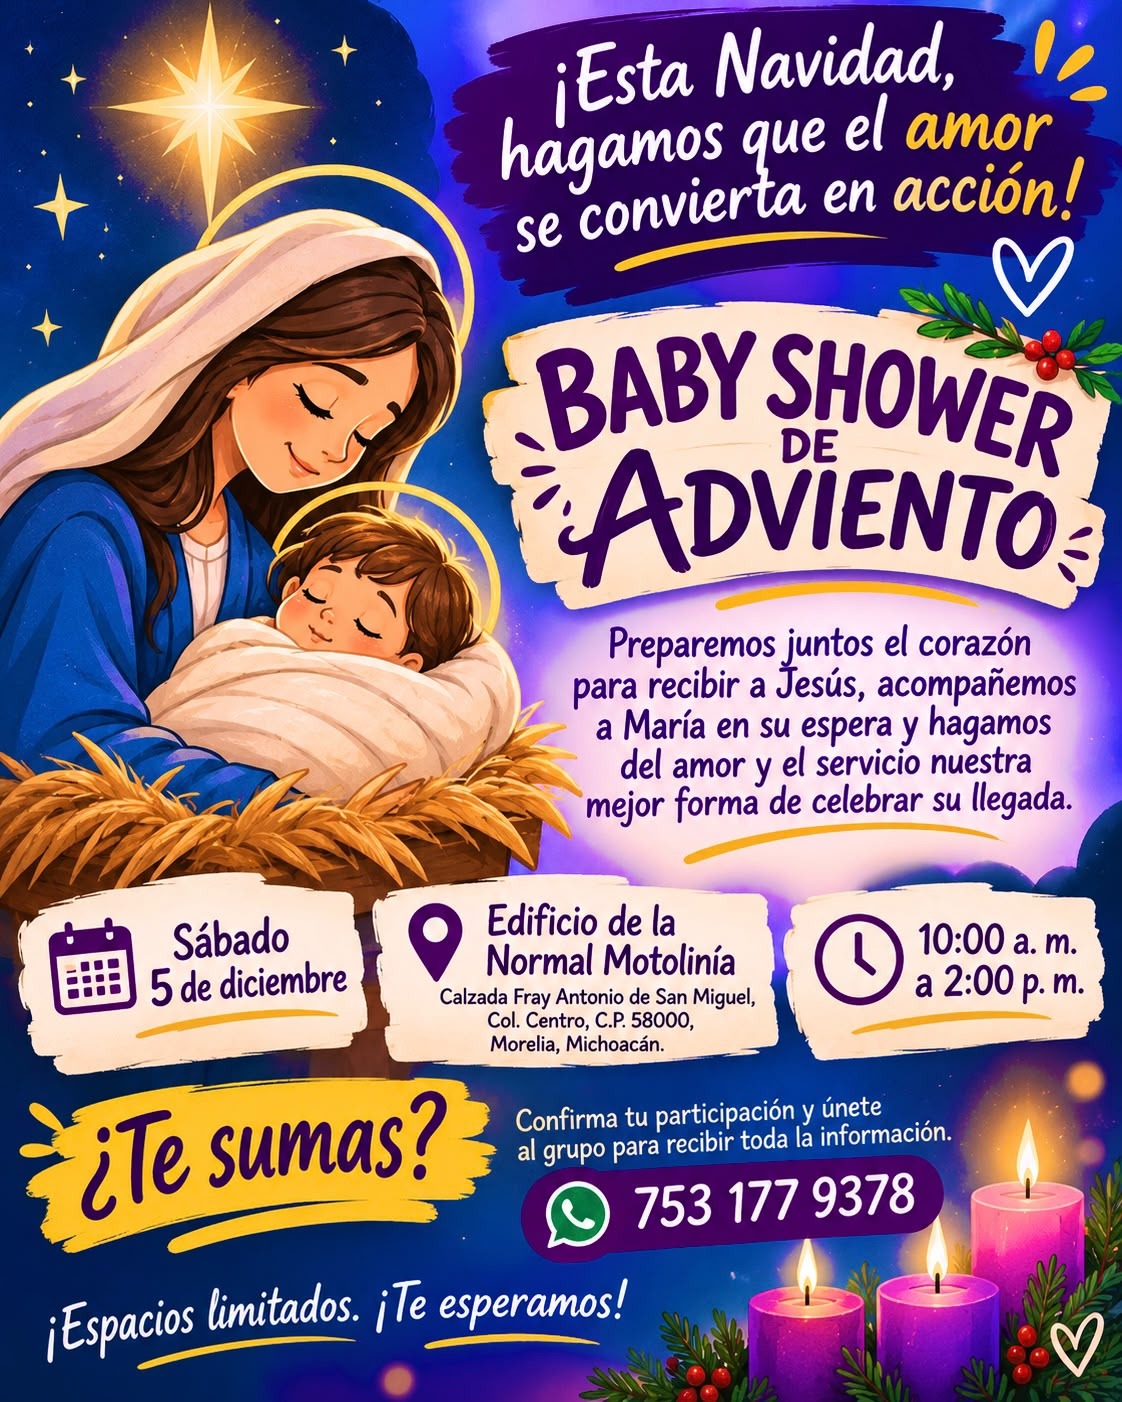 ¡Esta Navidad,
hagamos que el amor
se convierta en acción!
BABY SHOWER
DE
ADVIENTO
Preparemos juntos el corazón
para recibir a Jesús, acompañemos
a María en su espera y hagamos
del amor y el servicio nuestra
mejor forma de celebrar su llegada.
Sábado
5 de diciembre
Edificio de la
Normal Motolinía
Calzada Fray Antonio de San Miguel,
Col. Centro, C.P. 58000,
Morelia, Michoacán.
10:00 a. m.
a 2:00 p. m.
¿Te sumas?
Confirma tu participación y únete
al grupo para recibir toda la información.
753 177 9378
¡Espacios limitados. ¡Te esperamos!